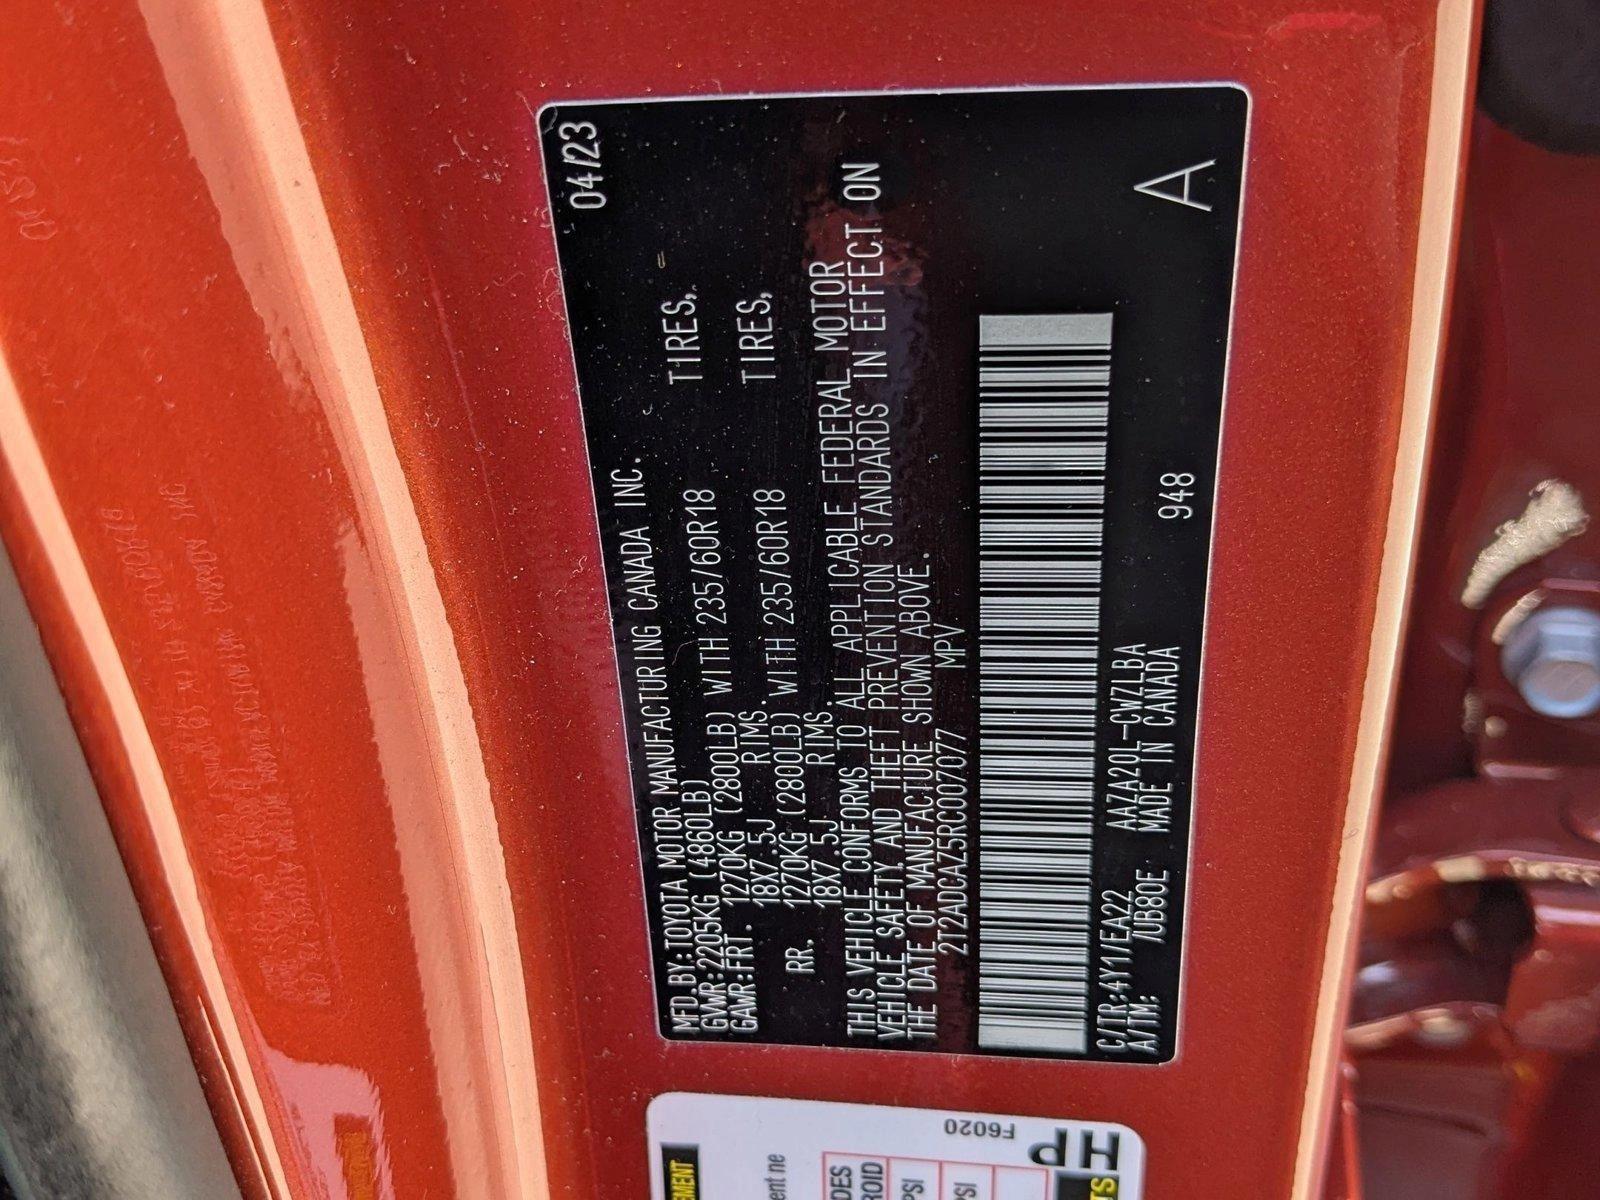 MFD.BY:TOYOTA MOTOR MANUFACTURING CANADA INC. 04/23
GVWR:2205KG (4860LB)
GAWR:FRT. 1270KG (2800LB) WITH 235/60R18 TIRES,
18X7.5J RIMS.
RR. 1270KG (2800LB) WITH 235/60R18 TIRES,
18X7.5J RIMS.
THIS VEHICLE CONFORMS TO ALL APPLICABLE FEDERAL MOTOR
VEHICLE SAFETY AND THEFT PREVENTION STANDARDS IN EFFECT ON
THE DATE OF MANUFACTURE SHOWN ABOVE.
2T2ADCAZ5RC007077 MPV
C/TR:4Y11/EA22 AAZA20L-CWZLBA
A/TM: /UB80E MADE IN CANADA 948 A
F6020
HP